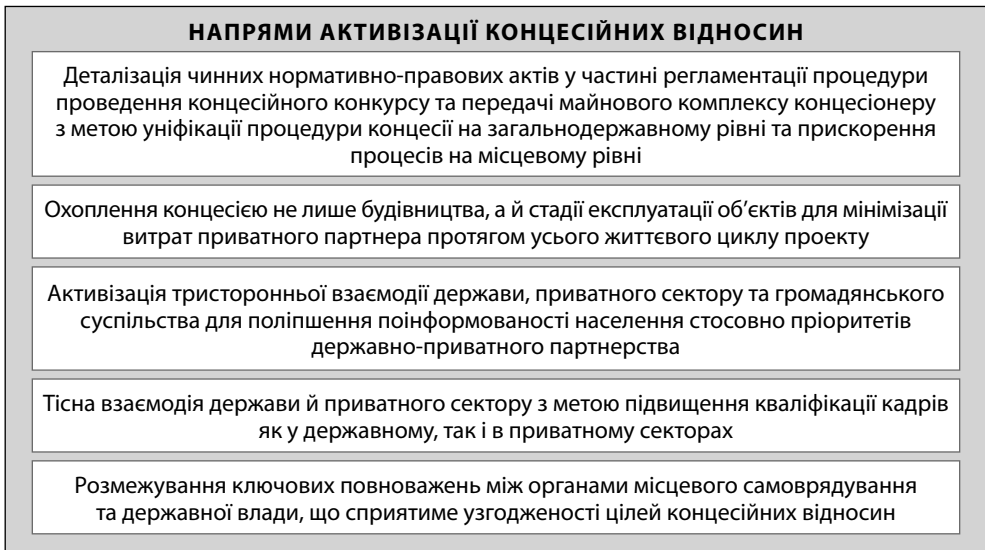 НАПРЯМИ АКТИВІЗАЦІЇ КОНЦЕСІЙНИХ ВІДНОСИН
Деталізація чинних нормативно-правових актів у частині регламентації процедури
проведення концесійного конкурсу та передачі майнового комплексу концесіонеру
з метою уніфікації процедури концесії на загальнодержавному рівні та прискорення
процесів на місцевому рівні
Охоплення концесією не лише будівництва, а й стадії експлуатації об’єктів для мінімізації
витрат приватного партнера протягом усього життєвого циклу проекту
Активізація тристоронньої взаємодії держави, приватного сектору та громадянського
суспільства для поліпшення поінформованості населення стосовно пріоритетів
державно-приватного партнерства
Тісна взаємодія держави й приватного сектору з метою підвищення кваліфікації кадрів
як у державному, так і в приватному секторах
Розмежування ключових повноважень між органами місцевого самоврядування
та державної влади, що сприятиме узгодженості цілей концесійних відносин